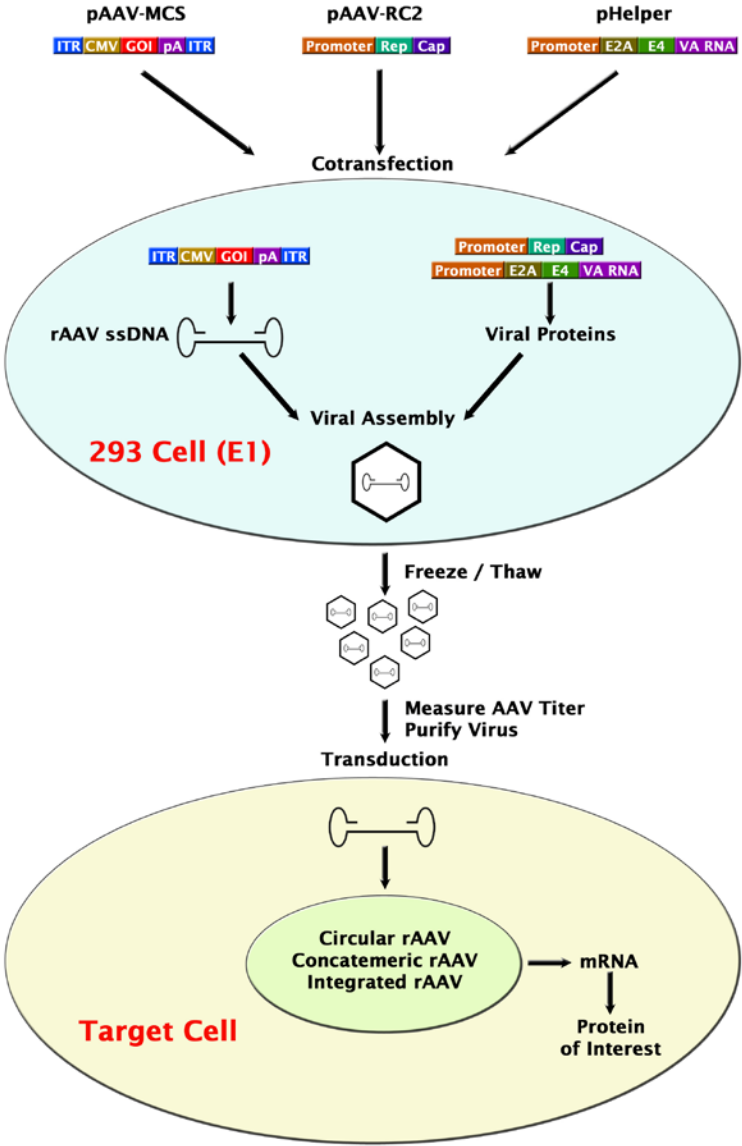 pAAV-MCS pAAV-RC2 pHelper
ITR CMV GOI pA ITR Promoter Rep Cap Promoter E2A E4 VA RNA
Cotransfection
Promoter Rep Cap
ITR CMV GOI pA ITR
Promoter E2A E4 VA RNA
rAAV ssDNA
Viral Proteins
Viral Assembly
293 Cell (E1)
Freeze / Thaw
Measure AAV Titer
Purify Virus
Transduction
Circular rAAV
Concatemeric rAAV
Integrated rAAV
mRNA
Target Cell
Protein
of Interest